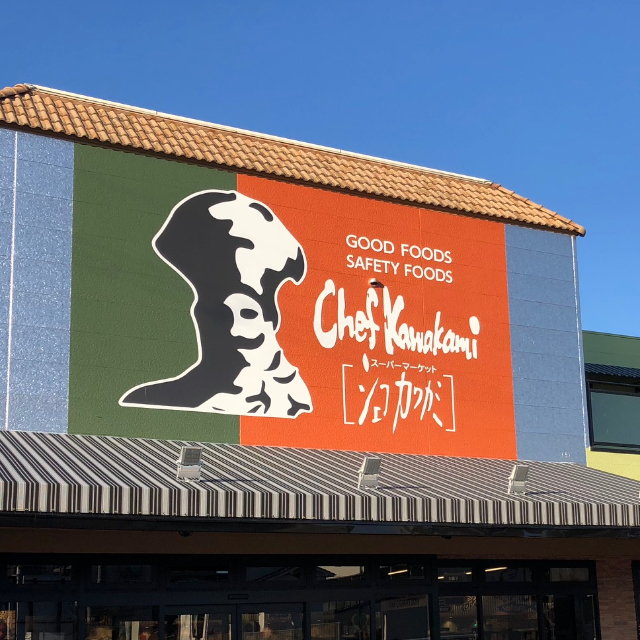 GOOD FOODS
SAFETY FOODS
Chef Kawakami
スーパーマーケット
[シェフカワカミ]